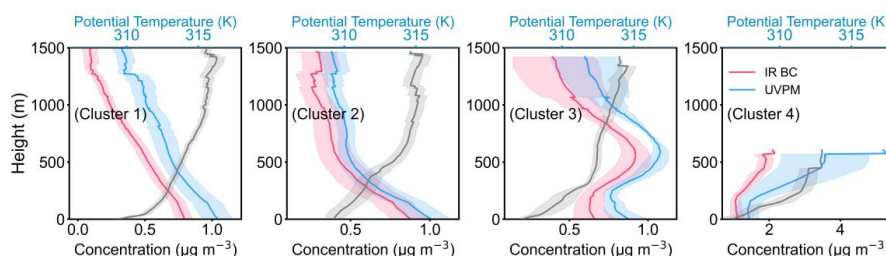 Potential Temperature (K) Potential Temperature (K) Potential Temperature (K) Potential Temperature (K)
310 315 310 315 310 315 310 315
1500 1500 1500 1500
1000 1000 1000 1000
500 500 500 500
0 0 0 0
Height (m)
(Cluster 1) (Cluster 2) (Cluster 3) (Cluster 4)
IR BC
UVPM
0.0 0.5 1.0 0.5 1.0 0.5 1.0 2 4
Concentration (μg m⁻³) Concentration (μg m⁻³) Concentration (μg m⁻³) Concentration (μg m⁻³)